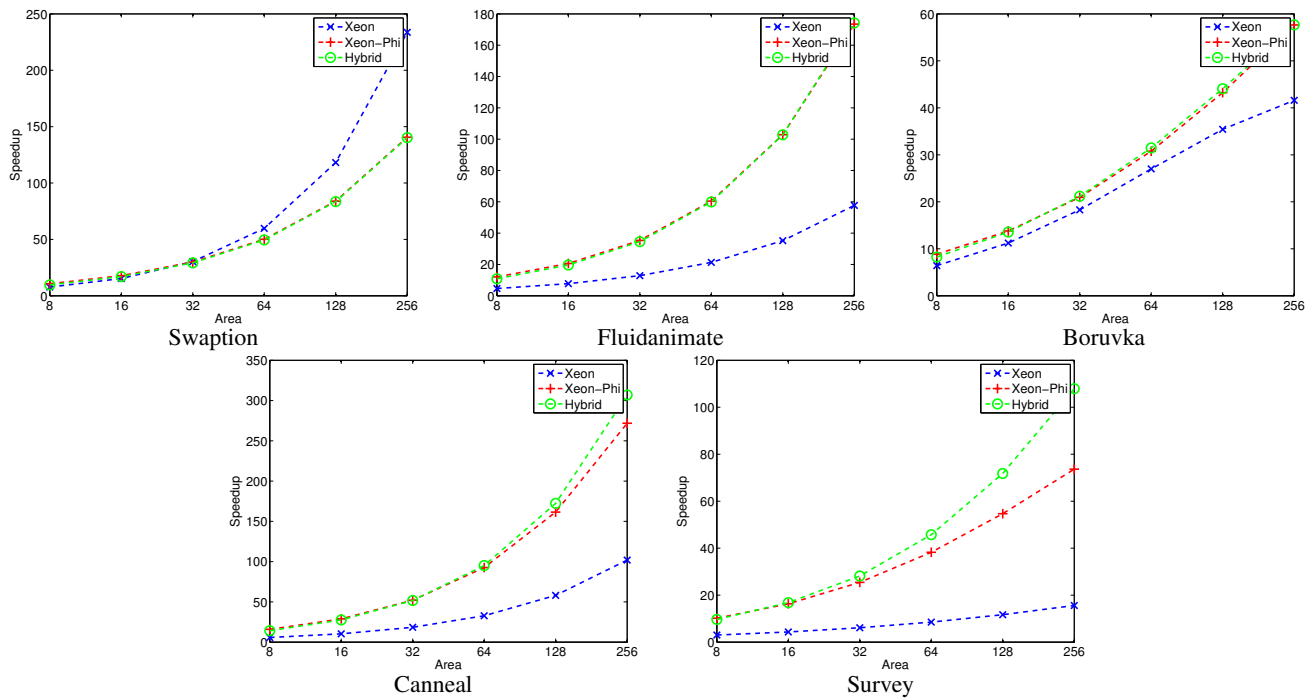 250
200
150
100
50
0
Speedup
8 16 32 64 128 256
Area
Xeon
Xeon−Phi
Hybrid
Swaption
180
160
140
120
100
80
60
40
20
0
Speedup
8 16 32 64 128 256
Area
Xeon
Xeon−Phi
Hybrid
Fluidanimate
60
50
40
30
20
10
0
Speedup
8 16 32 64 128 256
Area
Xeon
Xeon−Phi
Hybrid
Boruvka
350
300
250
200
150
100
50
0
Speedup
8 16 32 64 128 256
Area
Xeon
Xeon−Phi
Hybrid
Canneal
120
100
80
60
40
20
0
Speedup
8 16 32 64 128 256
Area
Xeon
Xeon−Phi
Hybrid
Survey